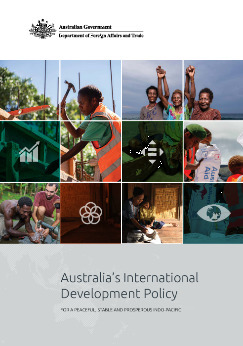 Australian Government
Department of Foreign Affairs and Trade
Australia's International
Development Policy
FOR A PEACEFUL, STABLE AND PROSPEROUS INDO-PACIFIC